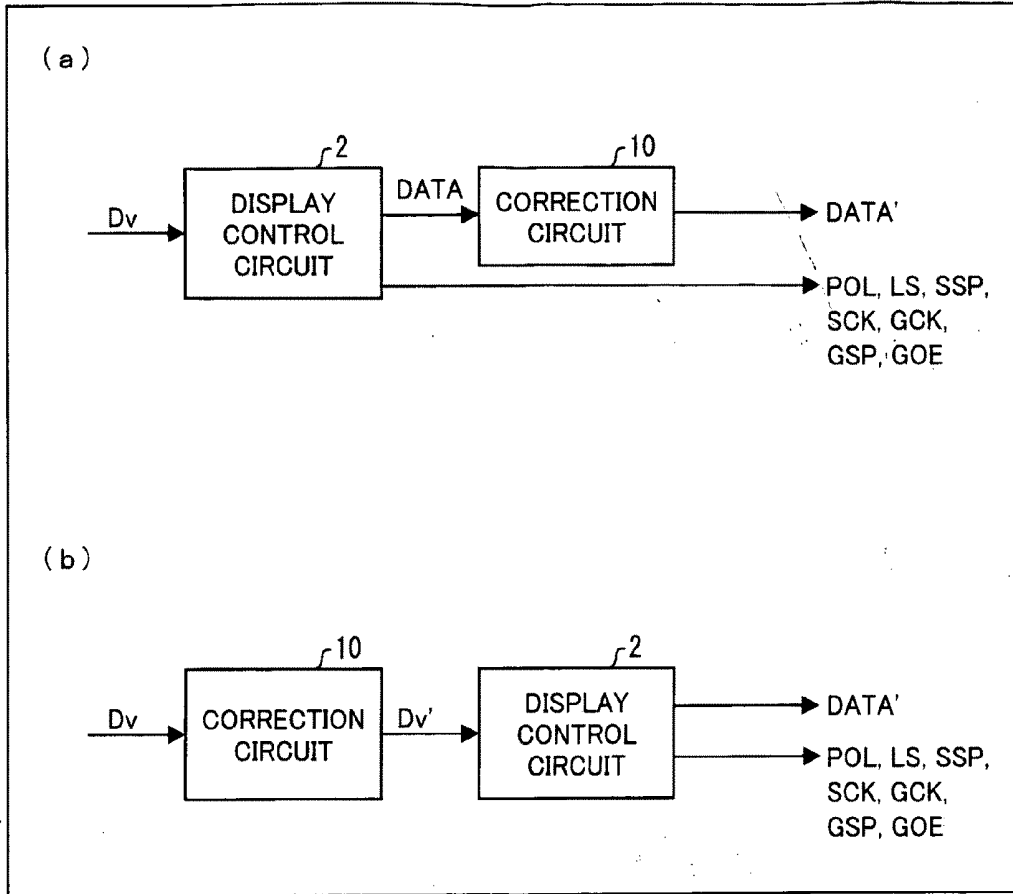 (a)
2
10
Dv
DISPLAY
CONTROL
CIRCUIT
DATA
CORRECTION
CIRCUIT
DATA'
POL, LS, SSP,
SCK, GCK,
GSP, GOE
(b)
10
2
Dv
CORRECTION
CIRCUIT
Dv'
DISPLAY
CONTROL
CIRCUIT
DATA'
POL, LS, SSP,
SCK, GCK,
GSP, GOE